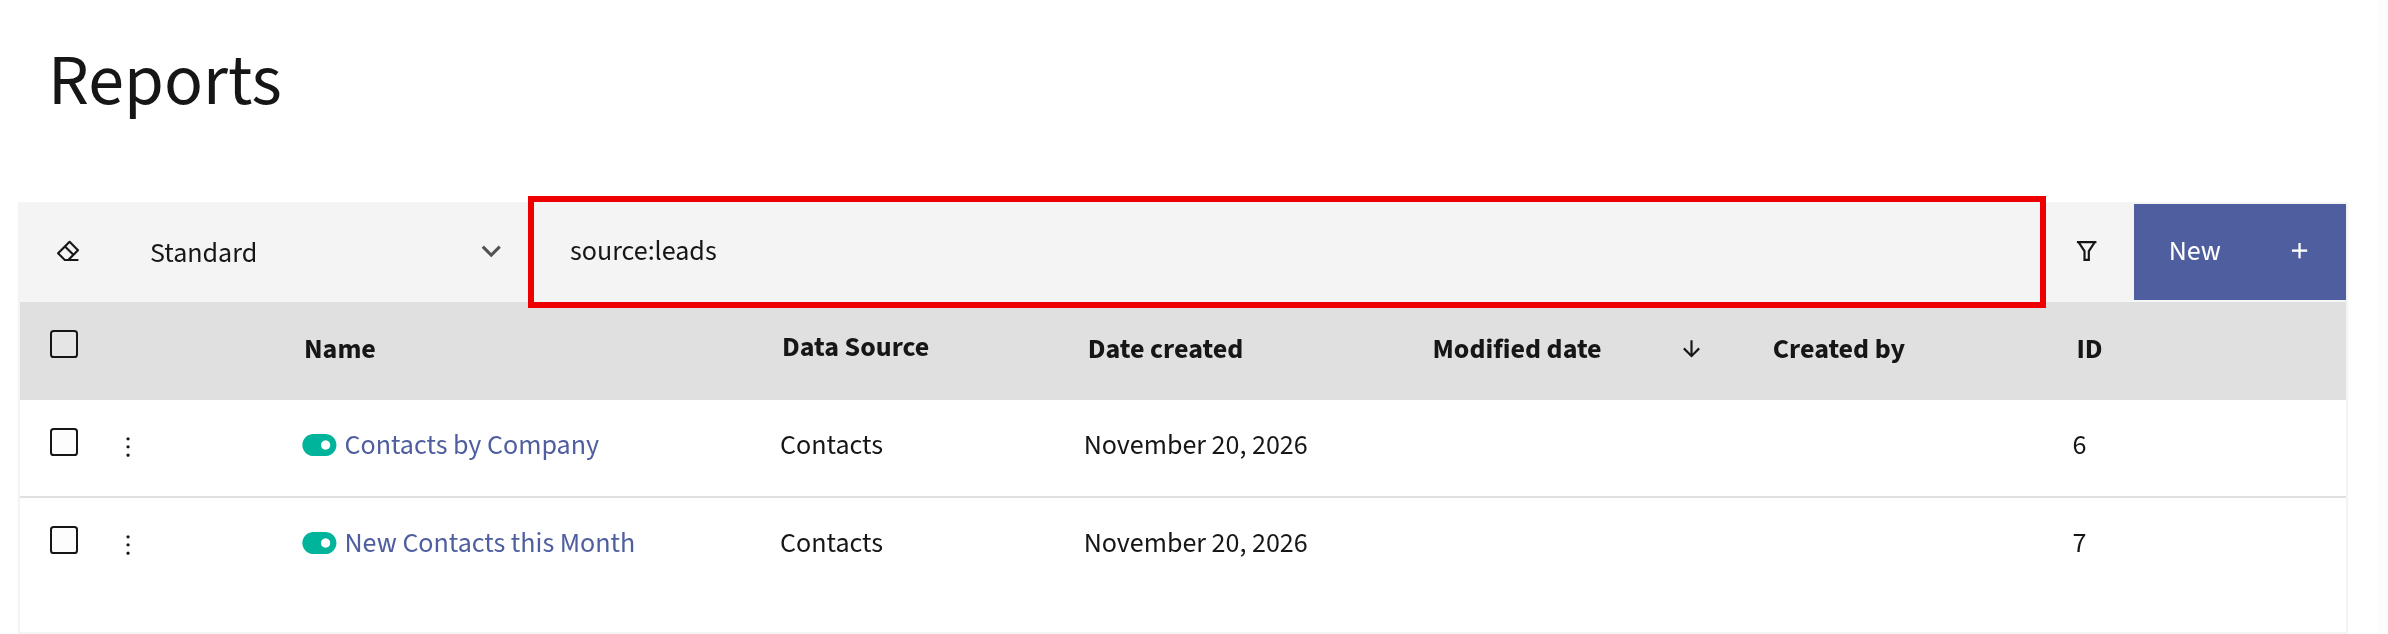 Reports
Standard source:leads New +
Name Data Source Date created Modified date Created by ID
Contacts by Company Contacts November 20, 2026 6
New Contacts this Month Contacts November 20, 2026 7